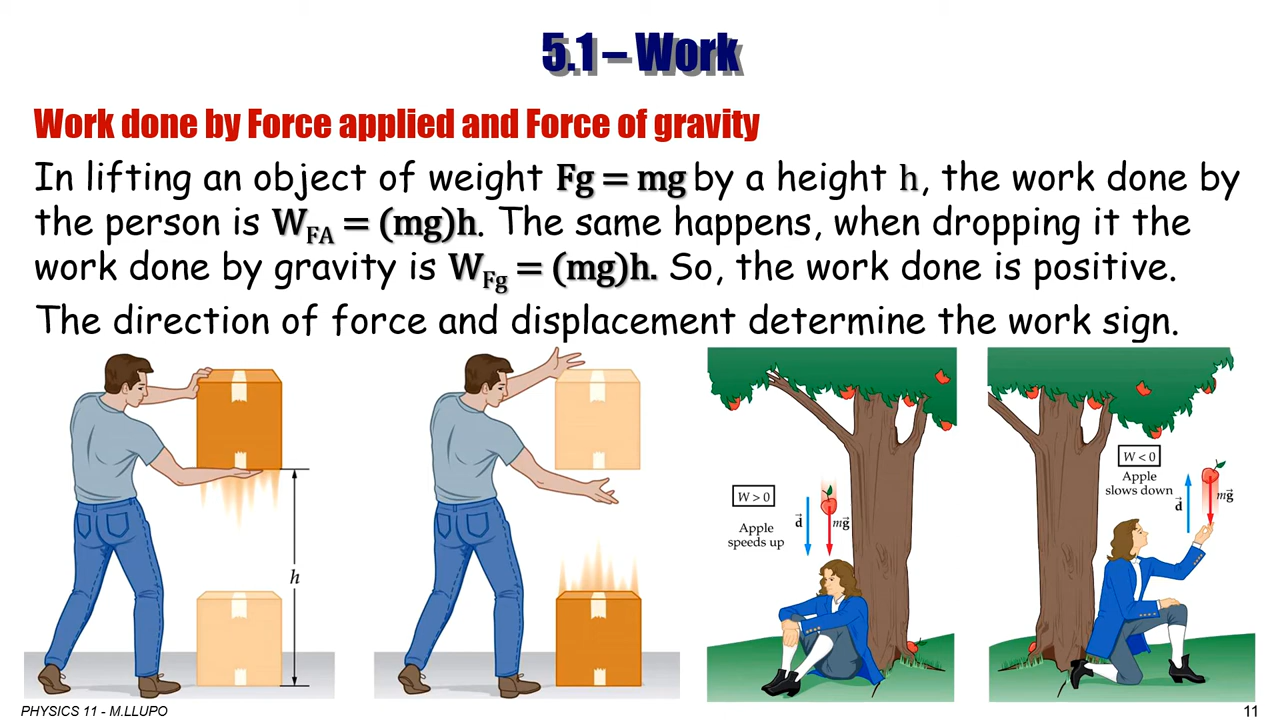 5.1 – Work
Work done by Force applied and Force of gravity
In lifting an object of weight Fg = mg by a height h, the work done by
the person is W_FA = (mg)h. The same happens, when dropping it the
work done by gravity is W_Fg = (mg)h. So, the work done is positive.
The direction of force and displacement determine the work sign.
h
W > 0
Apple
speeds up
d⃗
mg⃗
W < 0
Apple
slows down
d⃗
mg⃗
PHYSICS 11 - M.LLUPO
11